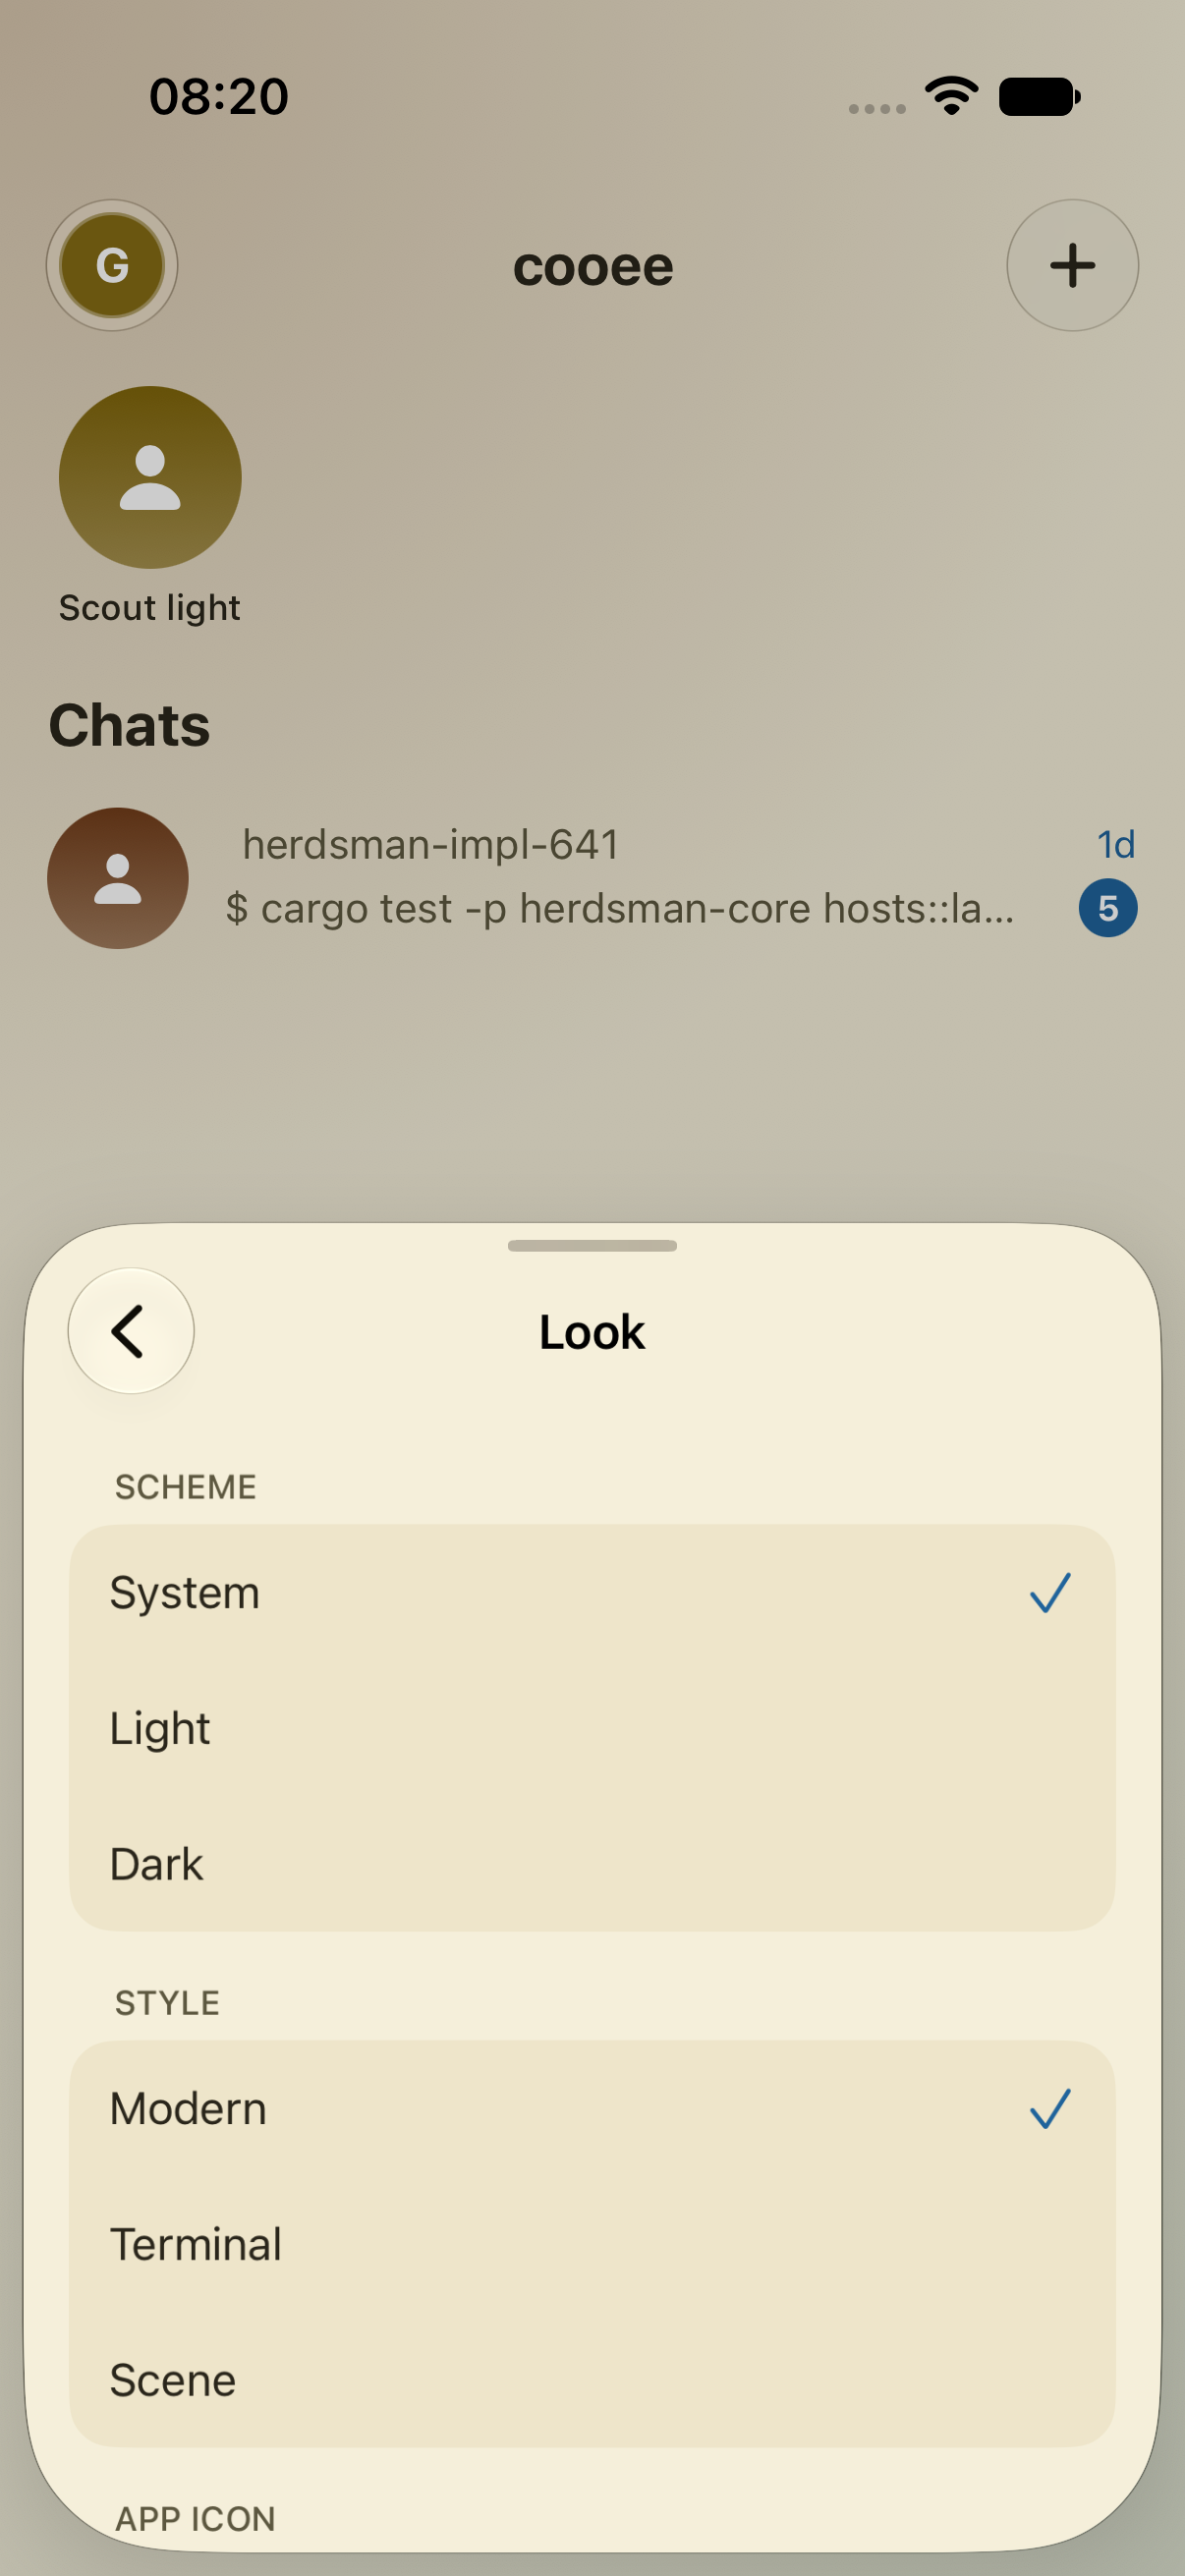 08:20
G
cooee
Scout light
Chats
herdsman-impl-641
1d
$ cargo test -p herdsman-core hosts::la...
5
Look
SCHEME
System
Light
Dark
STYLE
Modern
Terminal
Scene
APP ICON